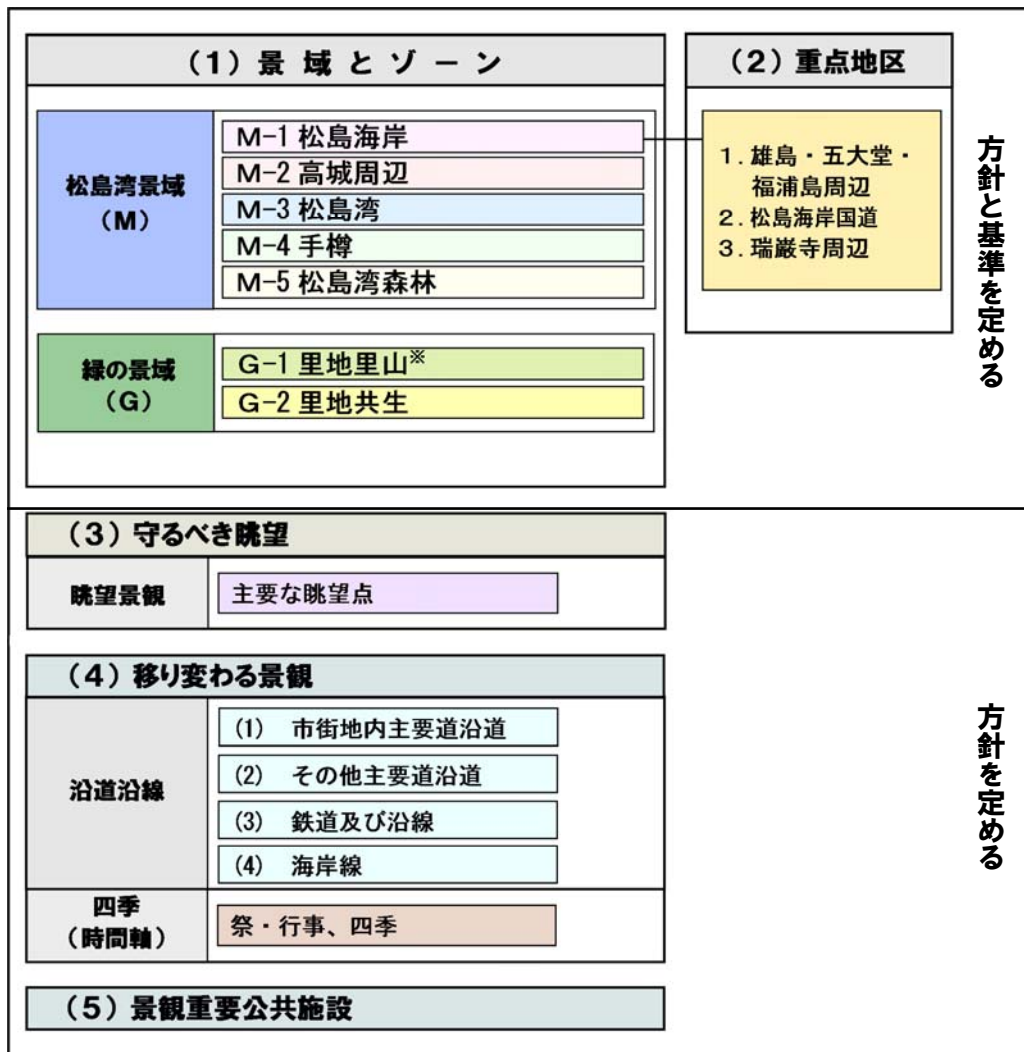 (1)景域とゾーン
松島湾景域
(M)
M-1 松島海岸
M-2 高城周辺
M-3 松島湾
M-4 手樽
M-5 松島湾森林
緑の景域
(G)
G-1 里地里山※
G-2 里地共生
(2)重点地区
1.雄島・五大堂・
福浦島周辺
2.松島海岸国道
3.瑞巌寺周辺
方針と基準を定める
(3)守るべき眺望
眺望景観
主要な眺望点
(4)移り変わる景観
沿道沿線
(1) 市街地内主要道沿道
(2) その他主要道沿道
(3) 鉄道及び沿線
(4) 海岸線
四季
(時間軸)
祭・行事、四季
(5)景観重要公共施設
方針を定める